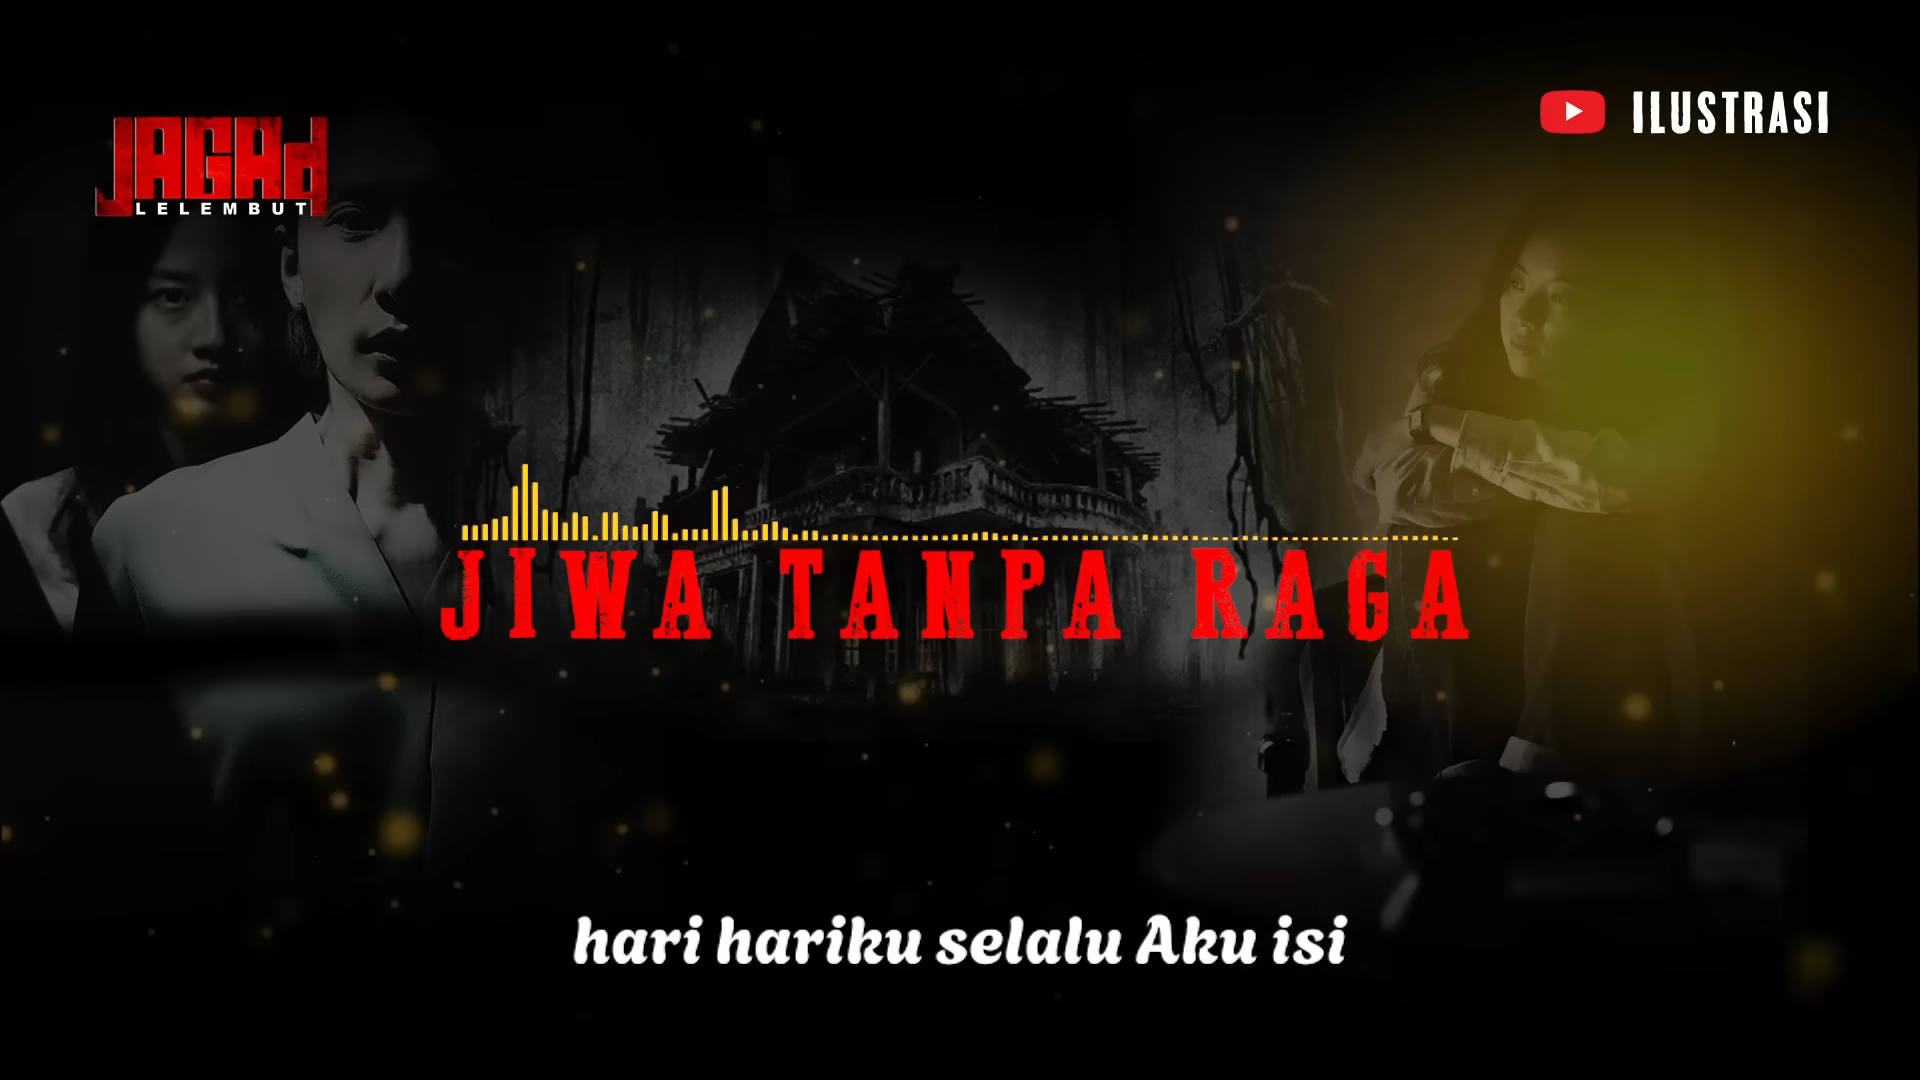 JAGAd
LELEMBUT
ILUSTRASI
JIWA TANPA RAGA
hari hariku selalu Aku isi